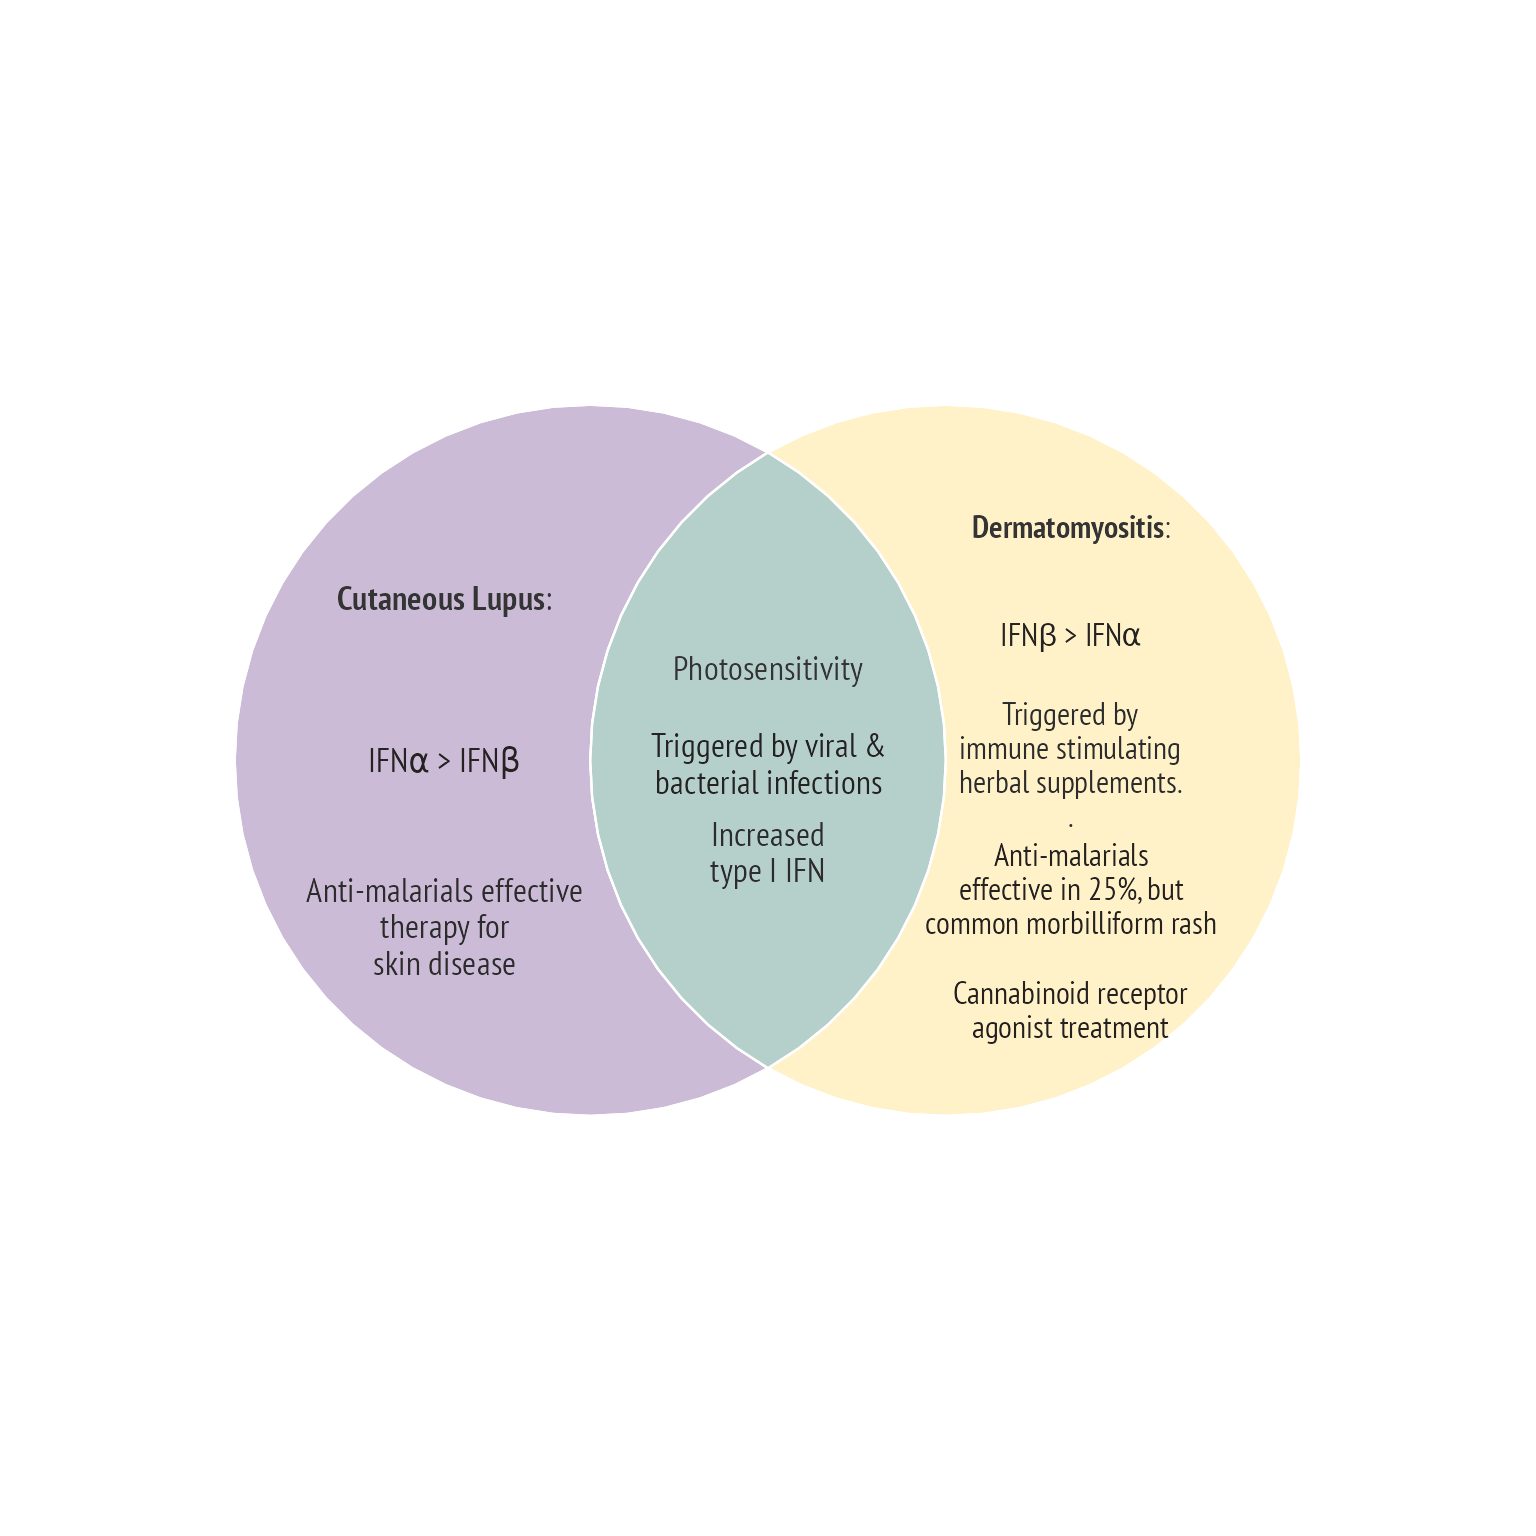 Cutaneous Lupus:
IFNα > IFNβ
Anti-malarials effective
therapy for
skin disease
Photosensitivity
Triggered by viral &
bacterial infections
Increased
type I IFN
Dermatomyositis:
IFNβ > IFNα
Triggered by
immune stimulating
herbal supplements.
.
Anti-malarials
effective in 25%, but
common morbilliform rash
Cannabinoid receptor
agonist treatment